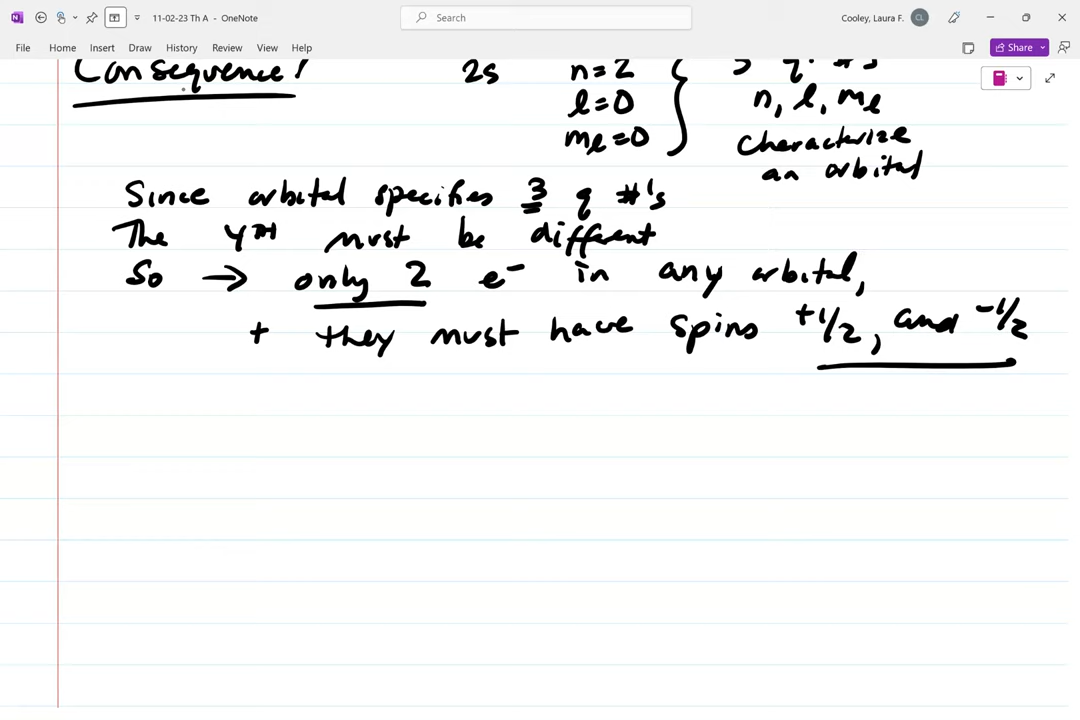 11-02-23 Th A - OneNote
Search
Cooley, Laura F.
CL
File Home Insert Draw History Review View Help
Share
Consequence! 2s n=2 3 q. #'s
l=0 n, l, ml
ml=0 characterize
an orbital
Since orbital specifies 3 q #'s
The 4TH must be different
So → only 2 e⁻ in any orbital,
+ they must have spins +1/2, and -1/2